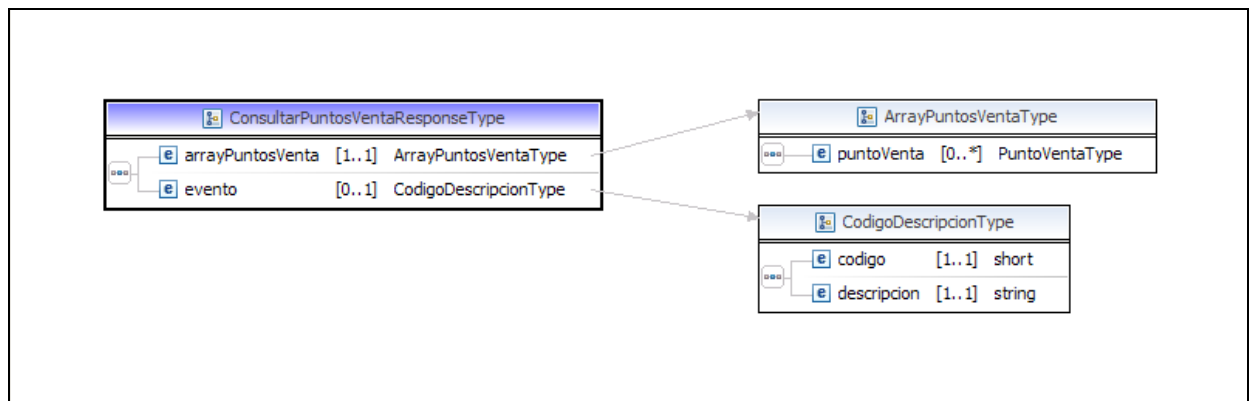 ConsultarPuntosVentaResponseType
e arrayPuntosVenta [1..1] ArrayPuntosVentaType
e evento [0..1] CodigoDescripcionType
ArrayPuntosVentaType
e puntoVenta [0..*] PuntoVentaType
CodigoDescripcionType
e codigo [1..1] short
e descripcion [1..1] string